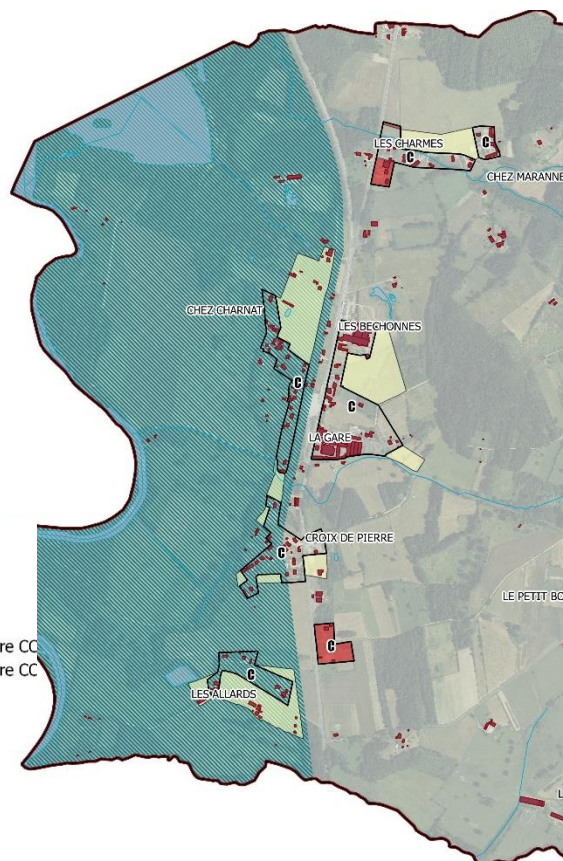 LES CHARMES
C
C
CHEZ MARANNE
CHEZ CHARNAT
LES BECHONNES
C
C
LA GARE
CROIX DE PIERRE
C
LE PETIT BO
re CC
C
re CC
C
LES ALLARDS
L